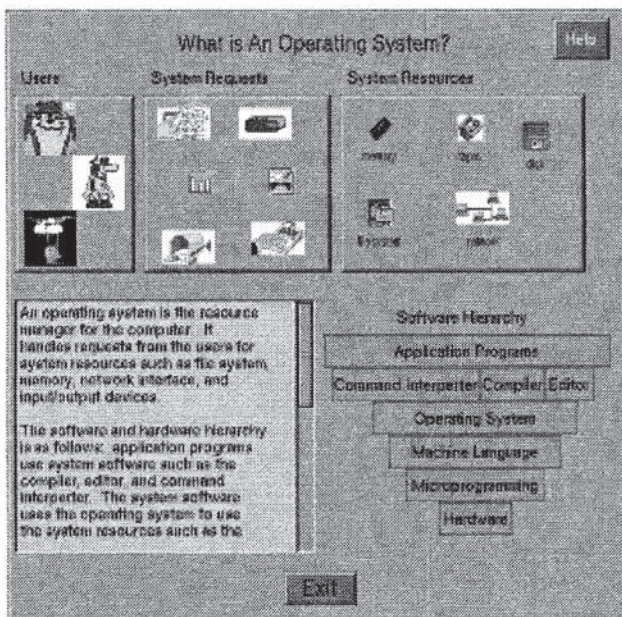 What is An Operating System?
Help
Users
System Requests
System Resources
memory
tapes
disk
network
An operating system is the resource
manager for the computer. It
handles requests from the users for
system resources such as file system,
memory, network interface, and
input/output devices.
The software and hardware hierarchy
is as follows: application programs
use system software such as the
compiler, editor, and command
interperter. The system software
uses the operating system to use
the system resources such as the
Software Hierarchy
Application Programs
Command Interperter Compiler Editor
Operating System
Machine Language
Microprogramming
Hardware
Exit